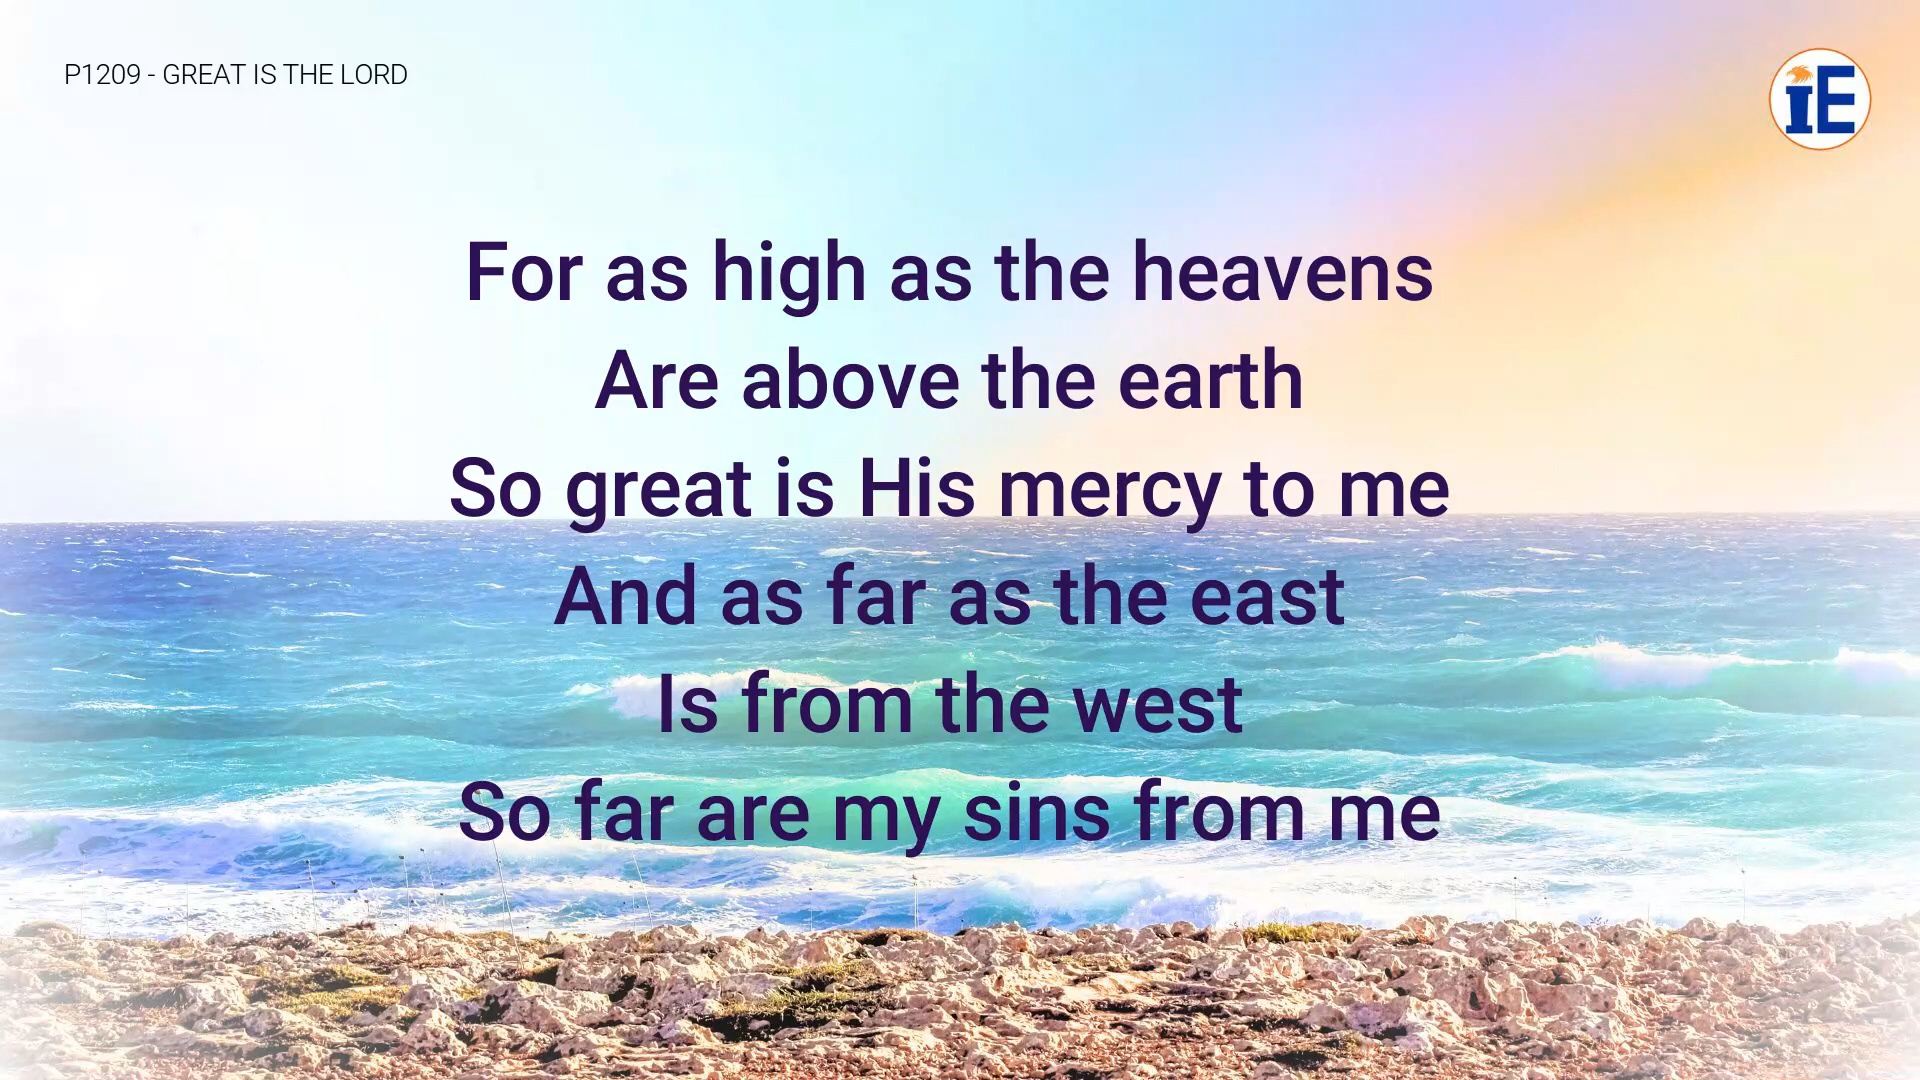 P1209 - GREAT IS THE LORD
iE
For as high as the heavens
Are above the earth
So great is His mercy to me
And as far as the east
Is from the west
So far are my sins from me